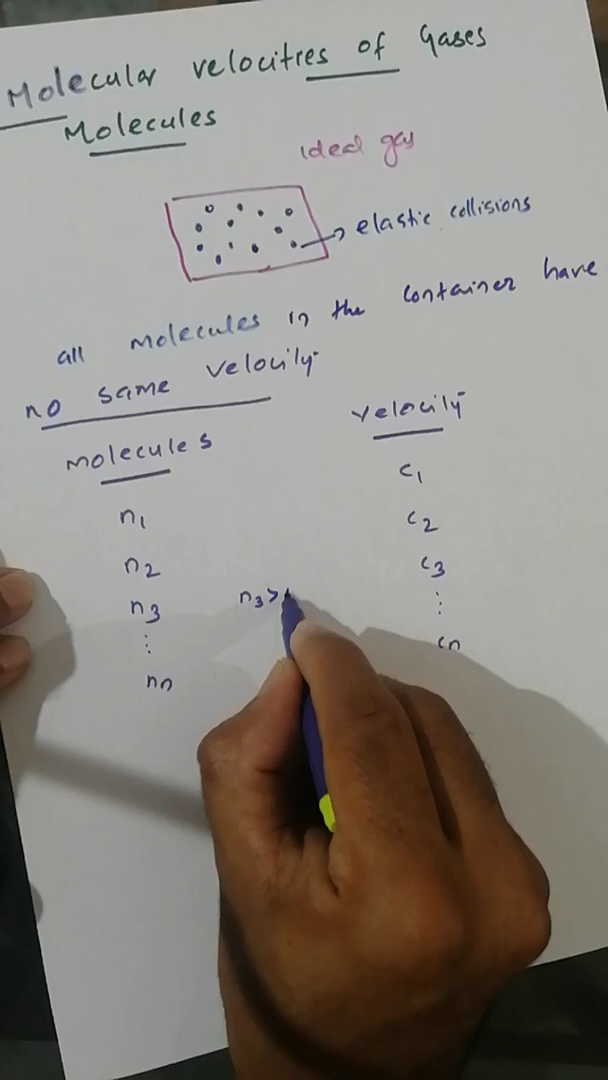 Molecular velocitres of Gases
Molecules
ideal gas
elastic collisions
all molecules in the container have
no same velocity
molecules velocity
n1 c1
n2 c2
n3 c3
⋮ ⋮
nn cn
n3>